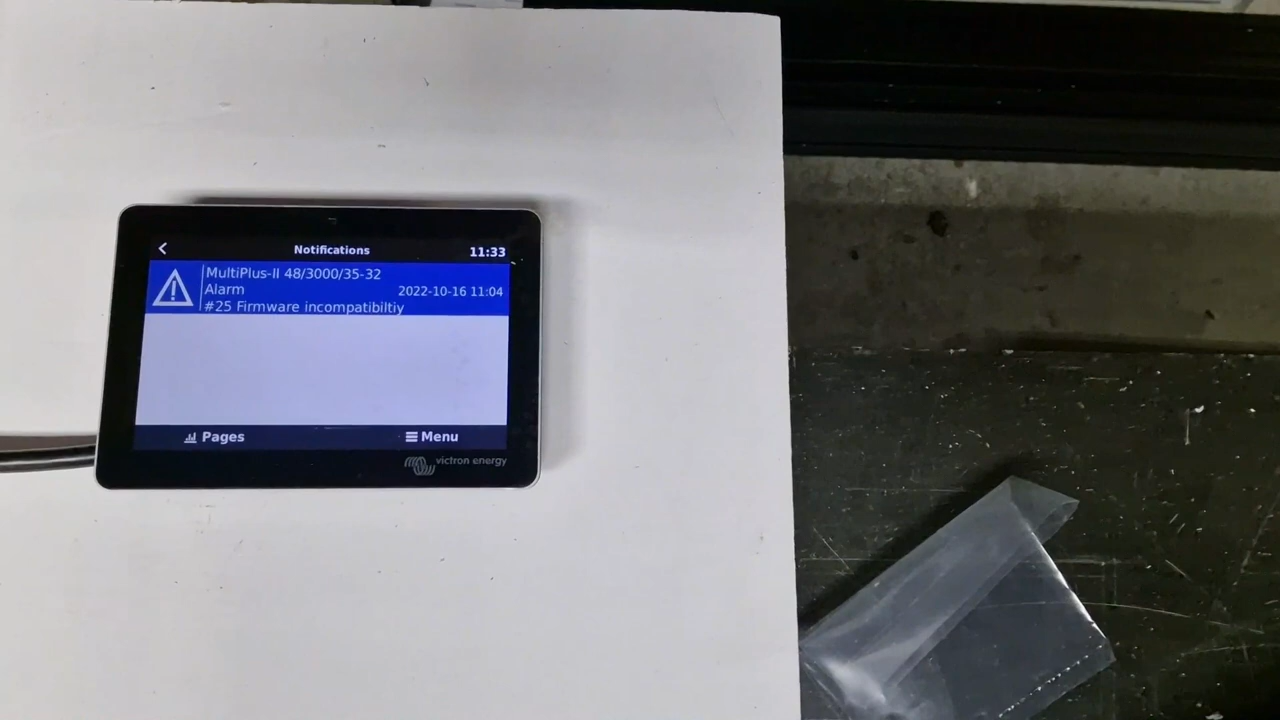 Notifications 11:33
MultiPlus-II 48/3000/35-32
Alarm 2022-10-16 11:04
#25 Firmware incompatibiltiy
Pages Menu
victron energy